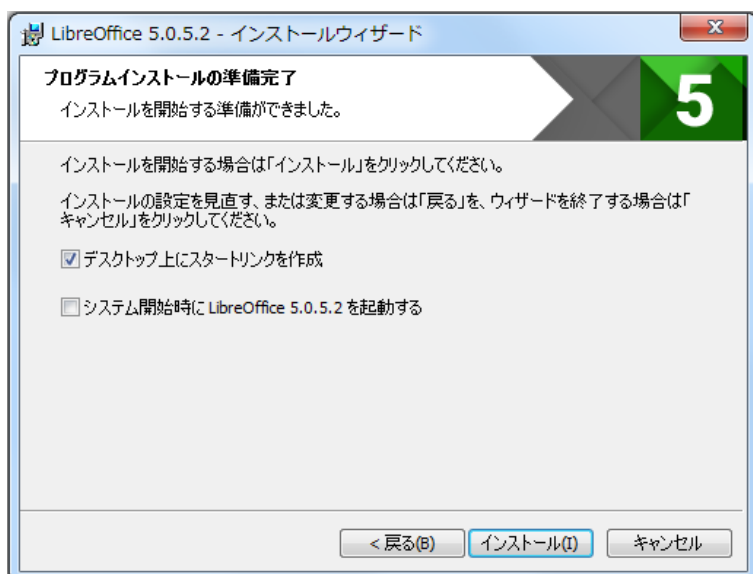 LibreOffice 5.0.5.2 - インストールウィザード
プログラムインストールの準備完了
インストールを開始する準備ができました。
5
インストールを開始する場合は「インストール」をクリックしてください。
インストールの設定を見直す、または変更する場合は「戻る」を、ウィザードを終了する場合は「
キャンセル」をクリックしてください。
デスクトップ上にスタートリンクを作成
システム開始時に LibreOffice 5.0.5.2 を起動する
< 戻る(B)
インストール(I)
キャンセル